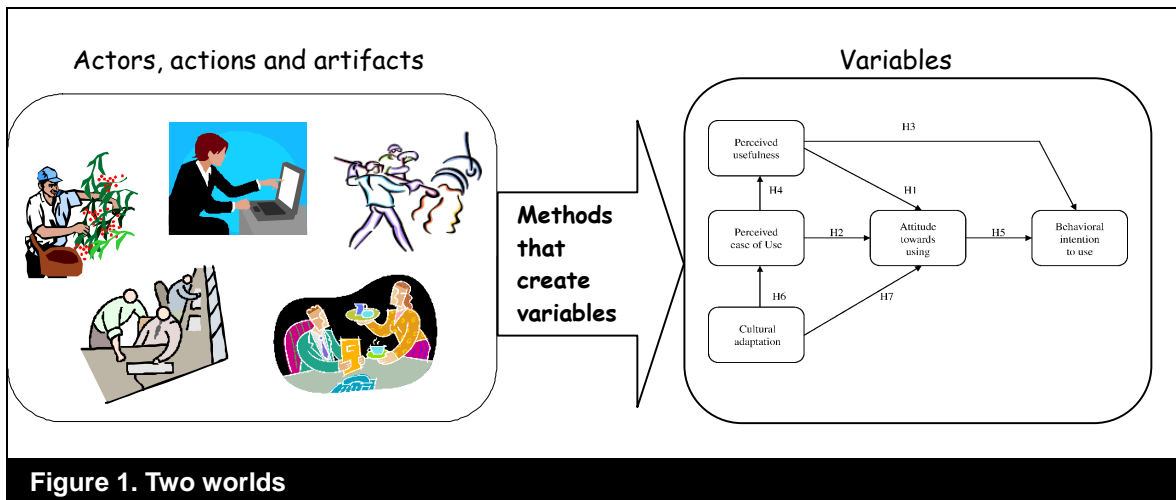 Actors, actions and artifacts
Methods
that
create
variables
Variables
Perceived
usefulness
H3
H1
H4
Perceived
case of Use
H2
Attitude
towards
using
H5
Behavioral
intention
to use
H6
H7
Cultural
adaptation
Figure 1. Two worlds